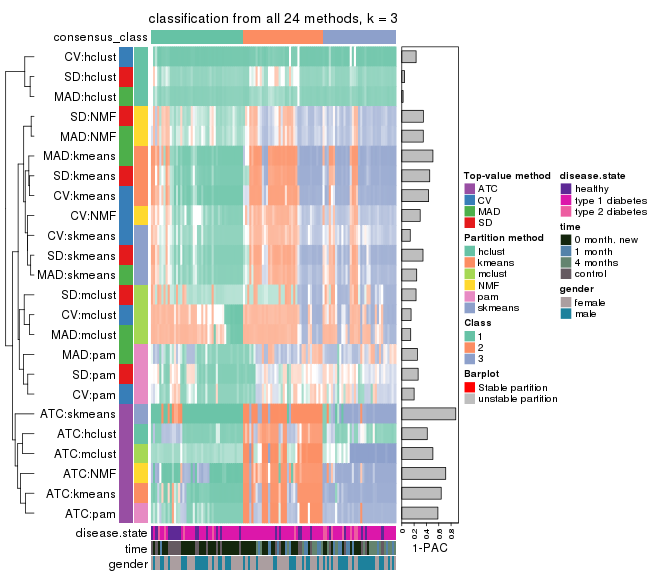 classification from all 24 methods, k = 3
consensus_class
CV:hclust
SD:hclust
MAD:hclust
SD:NMF
MAD:NMF
MAD:kmeans
SD:kmeans
CV:kmeans
CV:NMF
CV:skmeans
SD:skmeans
MAD:skmeans
SD:mclust
CV:mclust
MAD:mclust
MAD:pam
SD:pam
CV:pam
ATC:skmeans
ATC:hclust
ATC:mclust
ATC:NMF
ATC:kmeans
ATC:pam
disease.state
time
gender
0 0.2 0.4 0.6 0.8
1-PAC
Top-value method
ATC
CV
MAD
SD
Partition method
hclust
kmeans
mclust
NMF
pam
skmeans
Class
1
2
3
Barplot
Stable partition
unstable partition
disease.state
healthy
type 1 diabetes
type 2 diabetes
time
0 month. new
1 month
4 months
control
gender
female
male